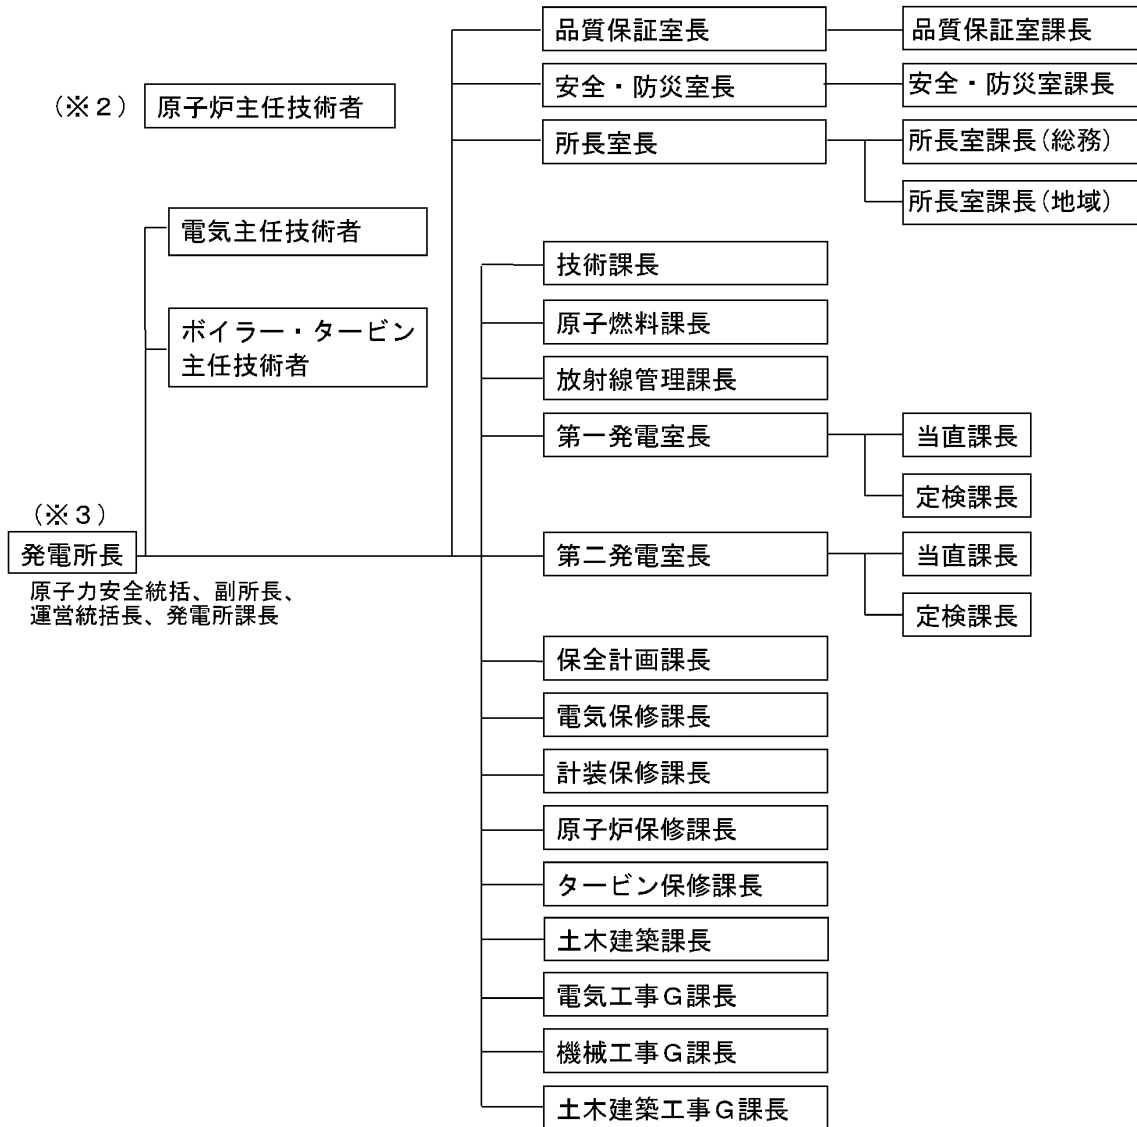 品質保証室長
品質保証室課長
安全・防災室長
安全・防災室課長
(※２)
原子炉主任技術者
所長室長
所長室課長(総務)
所長室課長(地域)
電気主任技術者
技術課長
ボイラー・タービン
主任技術者
原子燃料課長
放射線管理課長
第一発電室長
当直課長
定検課長
(※３)
発電所長
原子力安全統括、副所長、
運営統括長、発電所課長
第二発電室長
当直課長
定検課長
保全計画課長
電気保修課長
計装保修課長
原子炉保修課長
タービン保修課長
土木建築課長
電気工事Ｇ課長
機械工事Ｇ課長
土木建築工事Ｇ課長